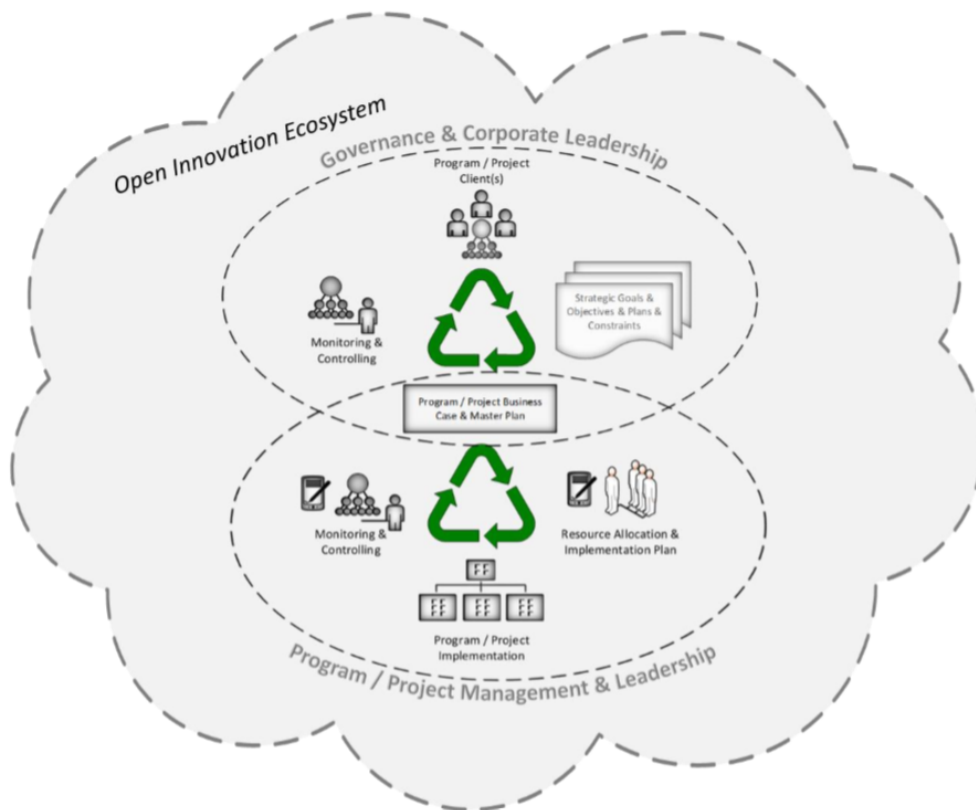 Open Innovation Ecosystem
Governance & Corporate Leadership
Program / Project
Client(s)
Strategic Goals &
Objectives & Plans &
Constraints
Monitoring &
Controlling
Program / Project Business
Case & Master Plan
Monitoring &
Controlling
Resource Allocation &
Implementation Plan
Program / Project
Implementation
Program / Project Management & Leadership